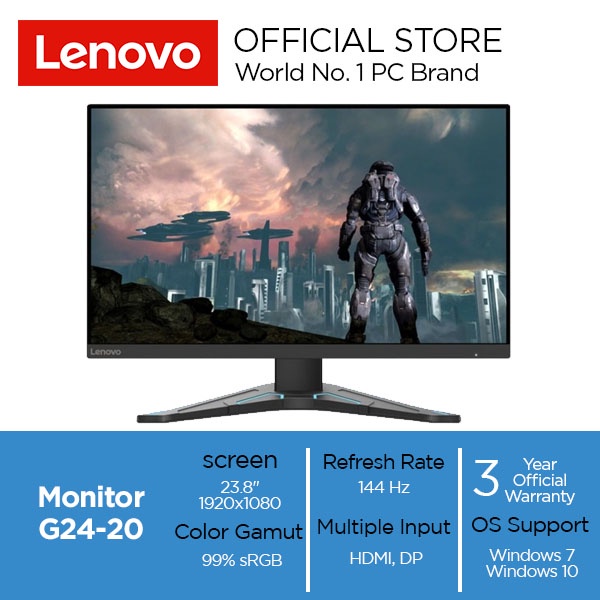 Lenovo
OFFICIAL STORE
World No. 1 PC Brand
Lenovo
Monitor
G24-20
screen
23.8"
1920x1080
Color Gamut
99% sRGB
Refresh Rate
144 Hz
Multiple Input
HDMI, DP
3 Year
Official
Warranty
OS Support
Windows 7
Windows 10